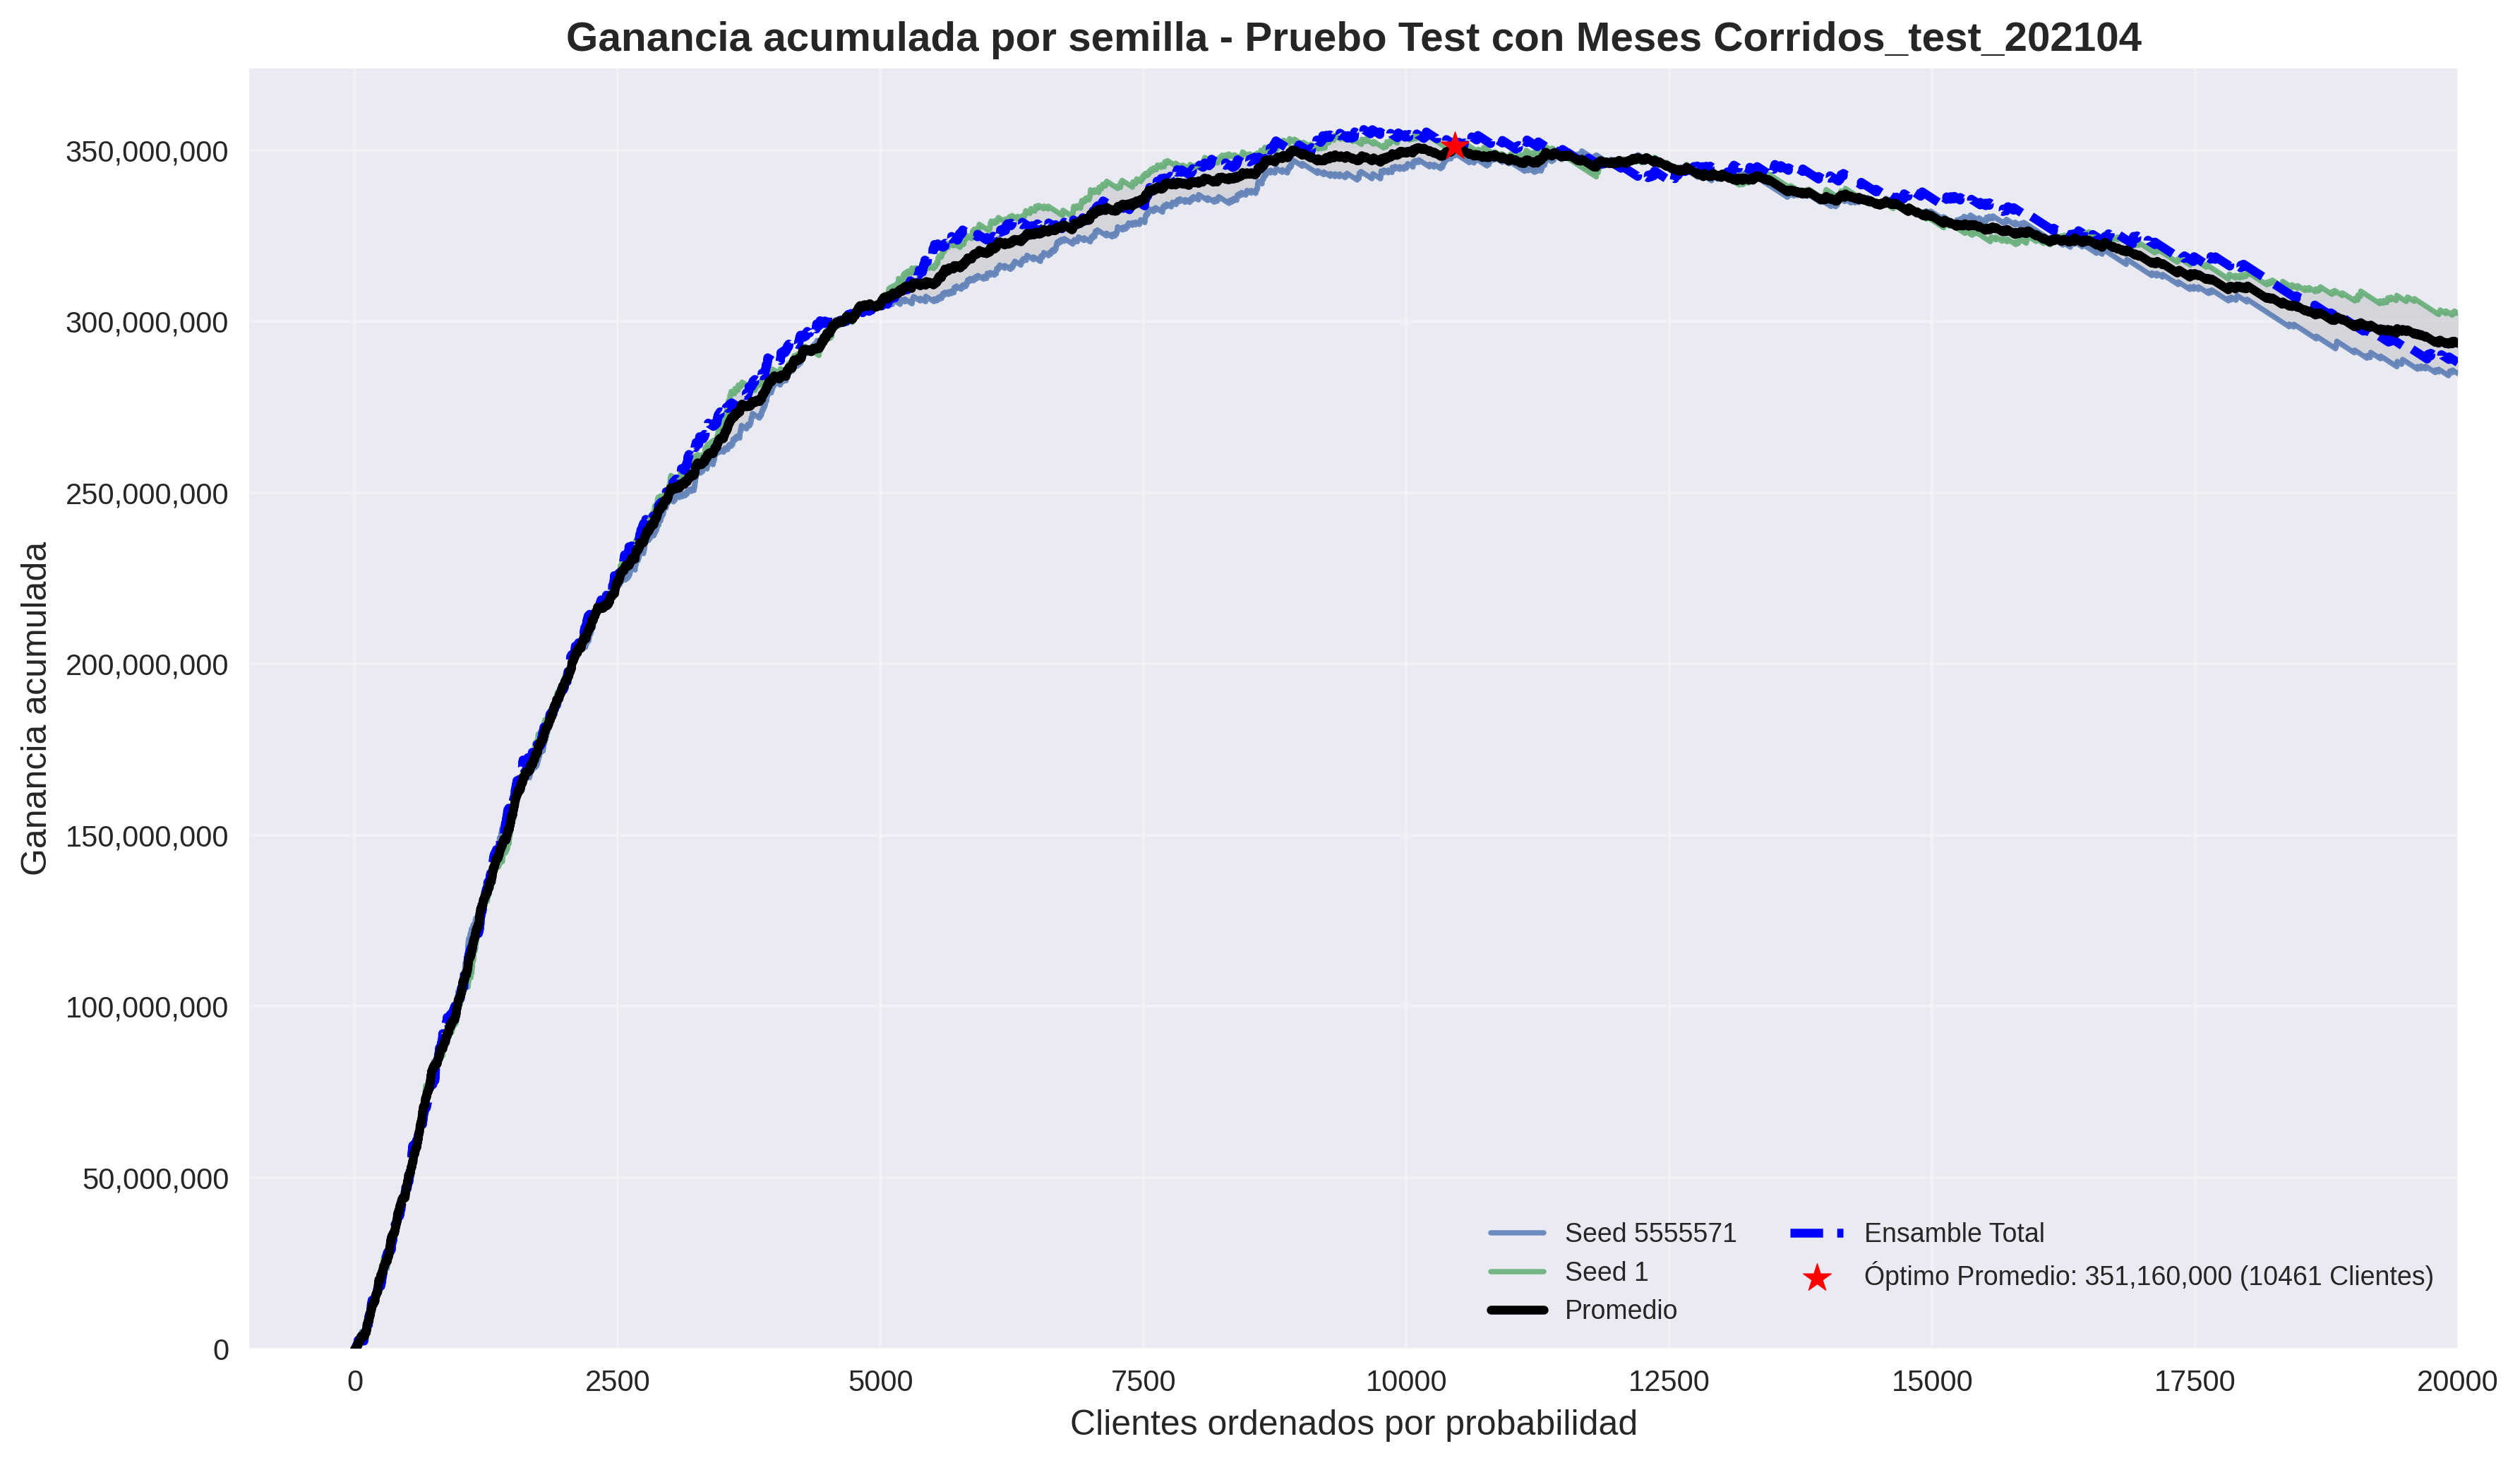 Ganancia acumulada por semilla - Pruebo Test con Meses Corridos_test_202104
Ganancia acumulada
350,000,000
300,000,000
250,000,000
200,000,000
150,000,000
100,000,000
50,000,000
0
0 2500 5000 7500 10000 12500 15000 17500 20000
Clientes ordenados por probabilidad
Seed 5555571
Seed 1
Promedio
Ensamble Total
Óptimo Promedio: 351,160,000 (10461 Clientes)